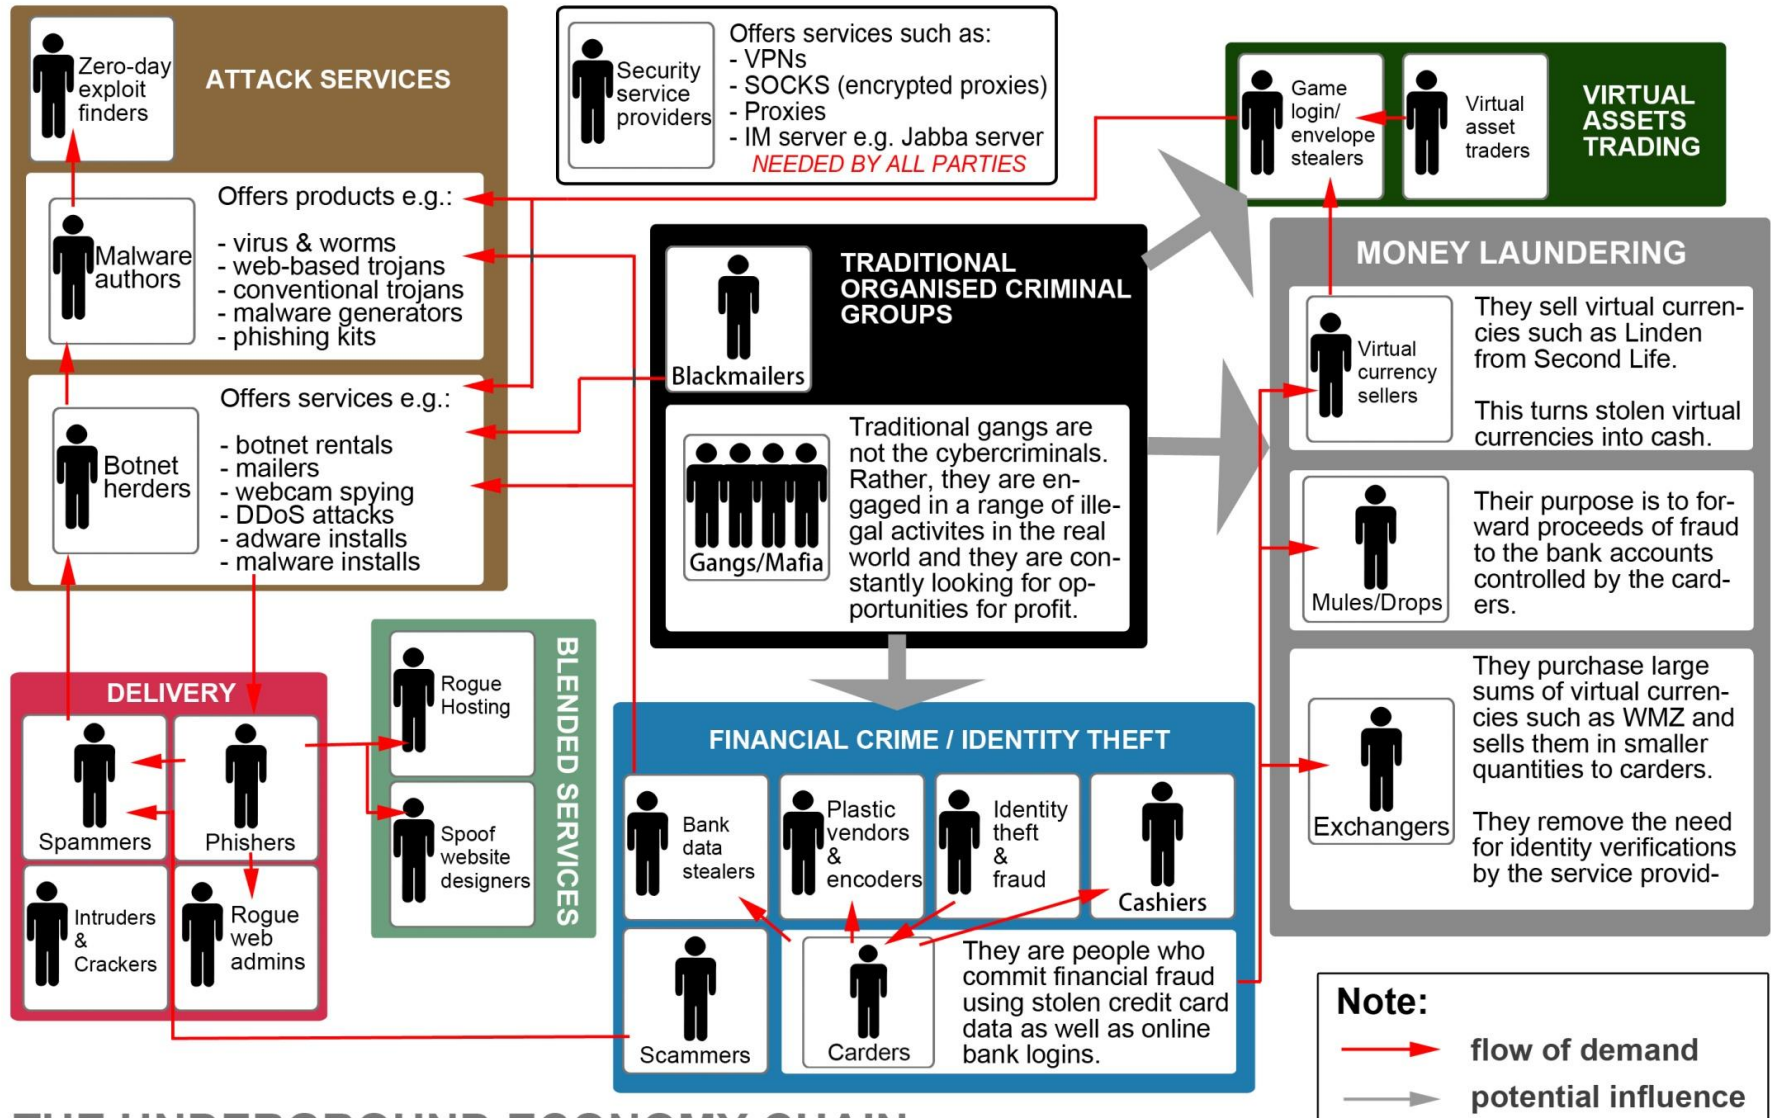 Zero-day
exploit
finders
ATTACK SERVICES
Malware
authors
Offers products e.g.:
- virus & worms
- web-based trojans
- conventional trojans
- malware generators
- phishing kits
Botnet
herders
Offers services e.g.:
- botnet rentals
- mailers
- webcam spying
- DDoS attacks
- adware installs
- malware installs
Security
service
providers
Offers services such as:
- VPNs
- SOCKS (encrypted proxies)
- Proxies
- IM server e.g. Jabba server
NEEDED BY ALL PARTIES
Game
login/
envelope
stealers
Virtual
asset
traders
VIRTUAL
ASSETS
TRADING
Blackmailers
TRADITIONAL
ORGANISED CRIMINAL
GROUPS
Gangs/Mafia
Traditional gangs are
not the cybercriminals.
Rather, they are en-
gaged in a range of ille-
gal activites in the real
world and they are con-
stantly looking for op-
portunities for profit.
MONEY LAUNDERING
Virtual
currency
sellers
They sell virtual curren-
cies such as Linden
from Second Life.
This turns stolen virtual
currencies into cash.
Mules/Drops
Their purpose is to for-
ward proceeds of fraud
to the bank accounts
controlled by the card-
ers.
Exchangers
They purchase large
sums of virtual curren-
cies such as WMZ and
sells them in smaller
quantities to carders.
They remove the need
for identity verifications
by the service provid-
DELIVERY
Spammers
Phishers
Intruders
&
Crackers
Rogue
web
admins
BLENDED SERVICES
Rogue
Hosting
Spoof
website
designers
FINANCIAL CRIME / IDENTITY THEFT
Bank
data
stealers
Plastic
vendors
&
encoders
Identity
theft
&
fraud
Cashiers
Scammers
Carders
They are people who
commit financial fraud
using stolen credit card
data as well as online
bank logins.
Note:
flow of demand
potential influence
THE UNDERGROUND ECONOMY CHAIN